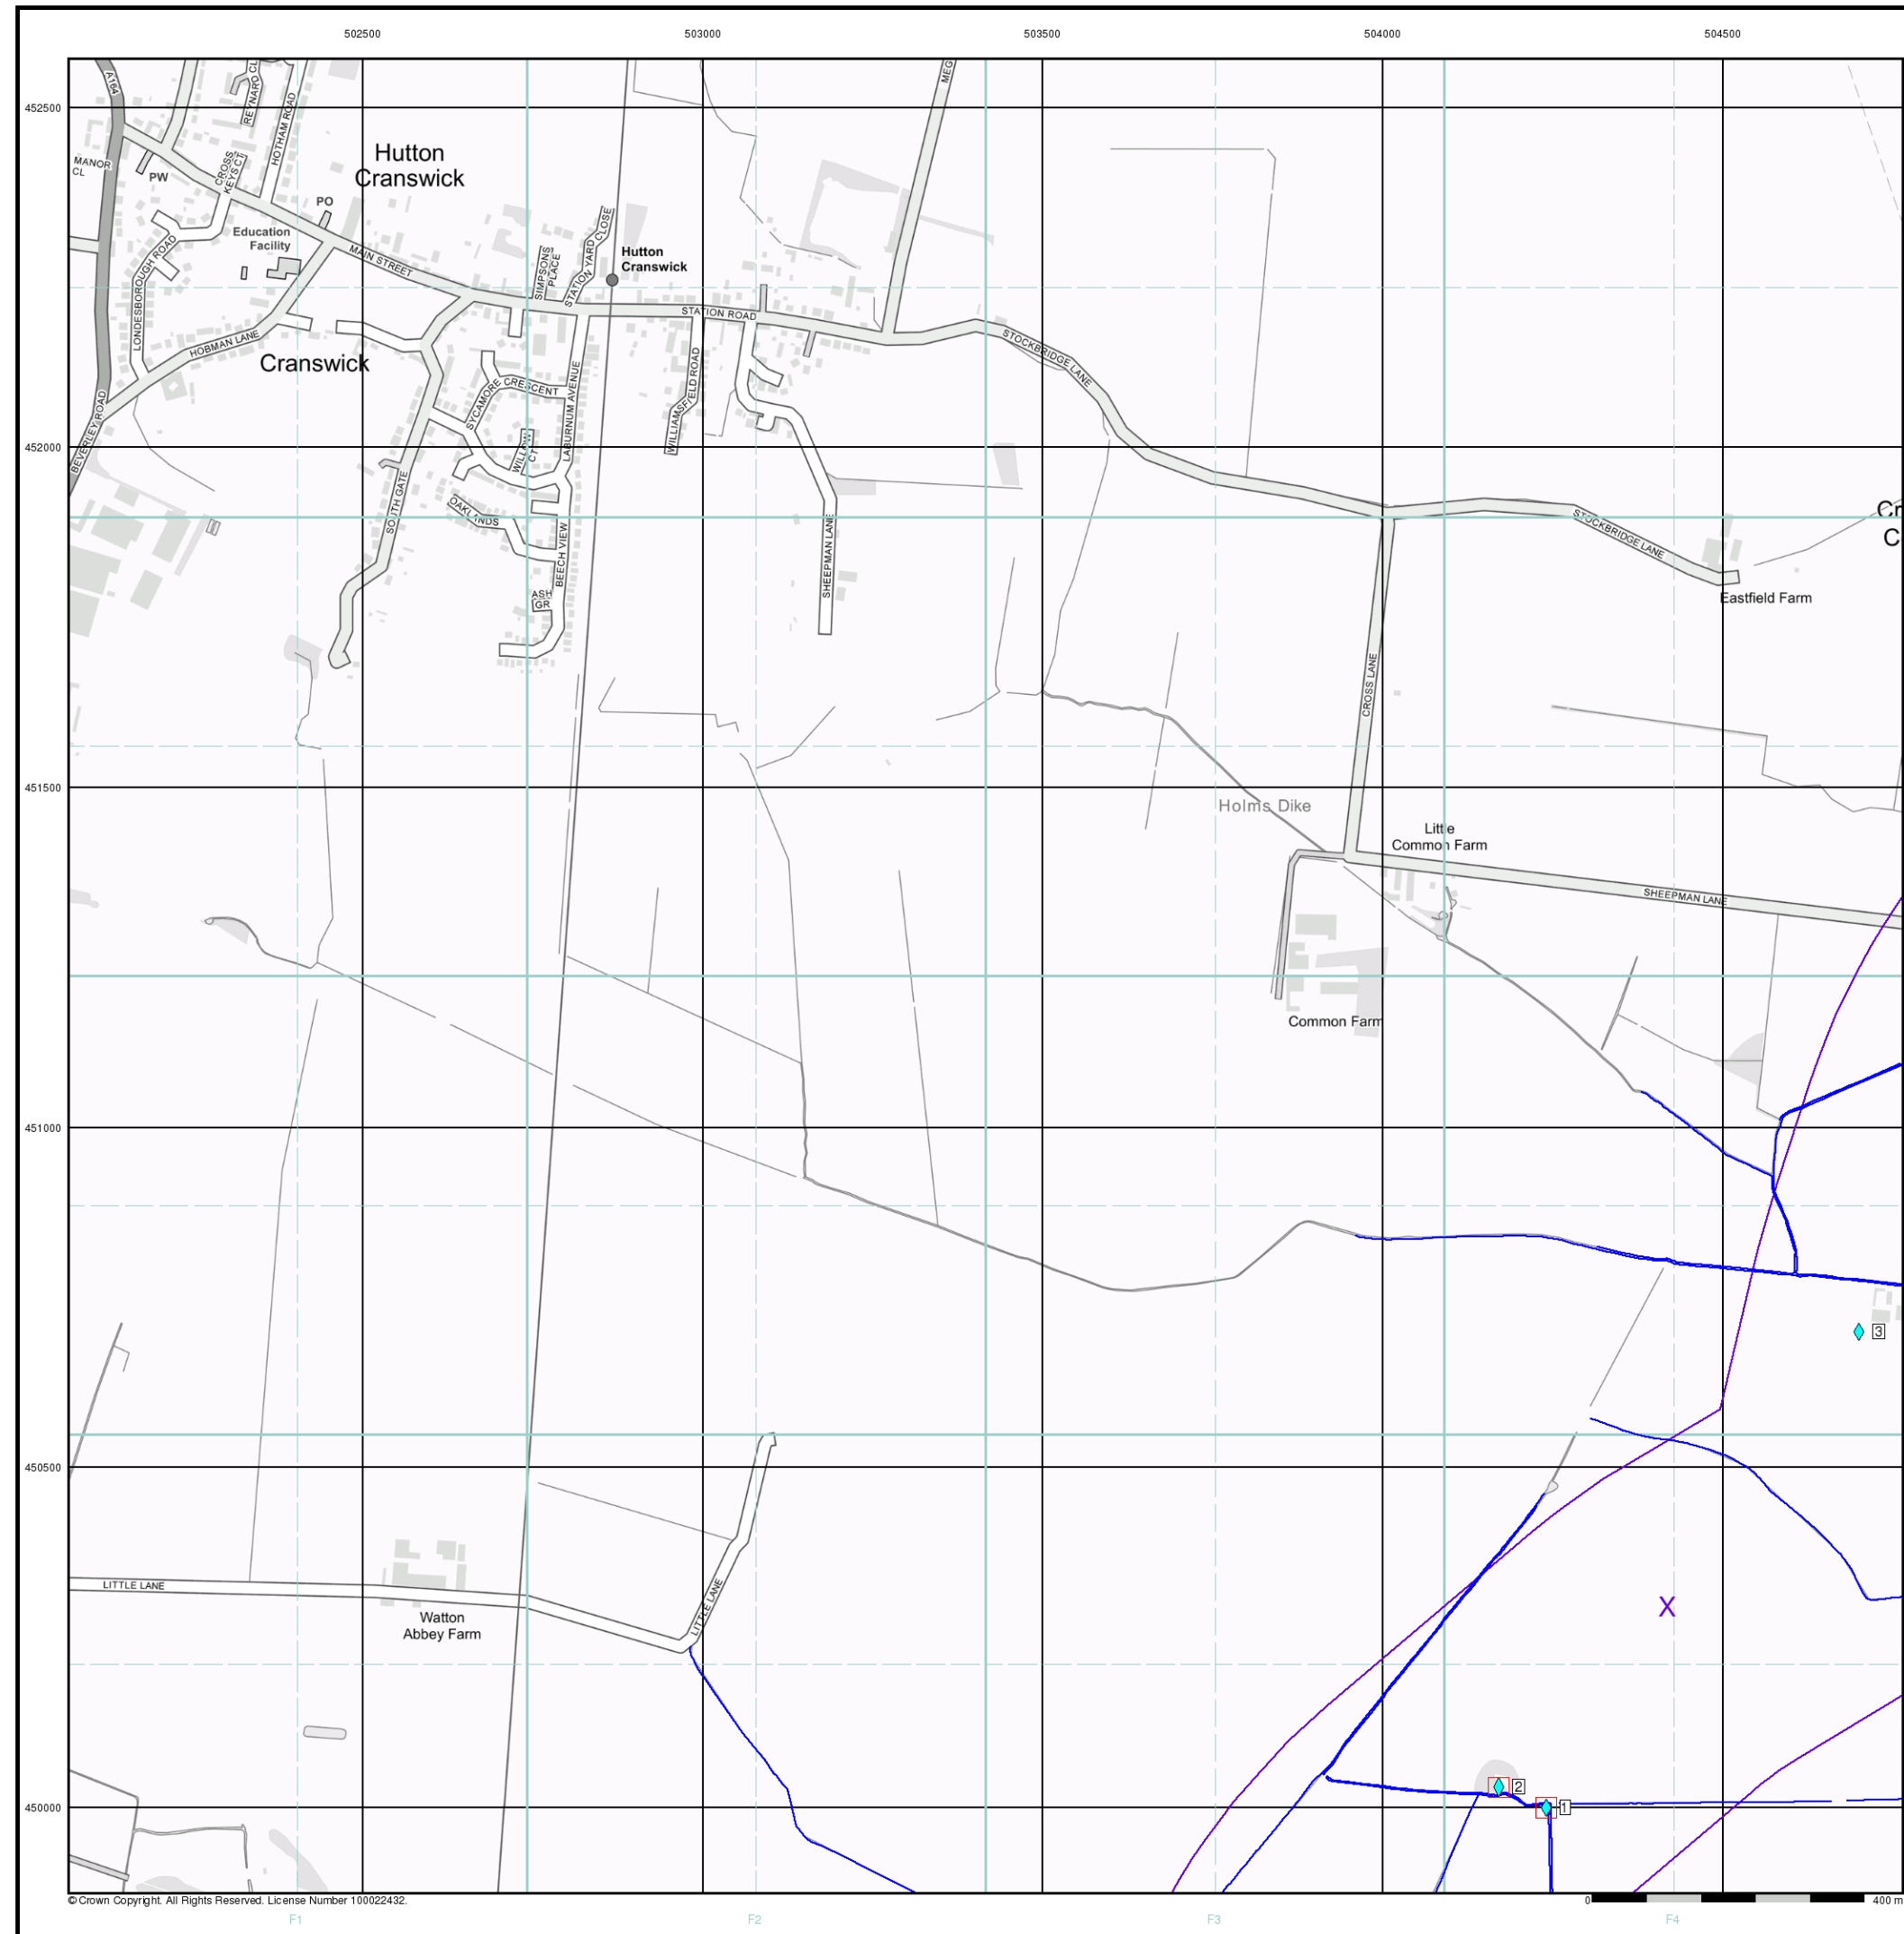 502500 503000 503500 504000 504500
452500
452000
451500
451000
450500
450000
A164
REYNARD CL
HOTHAM ROAD
MEG
MANOR
CL
PW
CROSS
KEYS CT
Hutton
Cranswick
PO
Education
Facility
MAIN STREET
LONDESBOROUGH ROAD
HOBMAN LANE
Cranswick
BEVERLEY ROAD
SIMPSONS
PLACE
STATION YARD
CLOSE
Hutton
Cranswick
STATION ROAD
STOCKBRIDGE LANE
SYCAMORE
CRESCENT
LABURNUM AVENUE
WILLIAMSFIELD ROAD
WILLOW
CT
OAKLANDS
SOUTH GATE
BEECH VIEW
ASH
GR
SHEEPMAN LANE
STOCKBRIDGE LANE
Cr
C
Eastfield Farm
CROSS LANE
Holms Dike
Little
Common Farm
SHEEPMAN LANE
Common Farm
3
LITTLE LANE
Watton
Abbey Farm
LITTLE LANE
X
2
1
© Crown Copyright. All Rights Reserved. License Number 100022432.
0 400 m
F1 F2 F3 F4